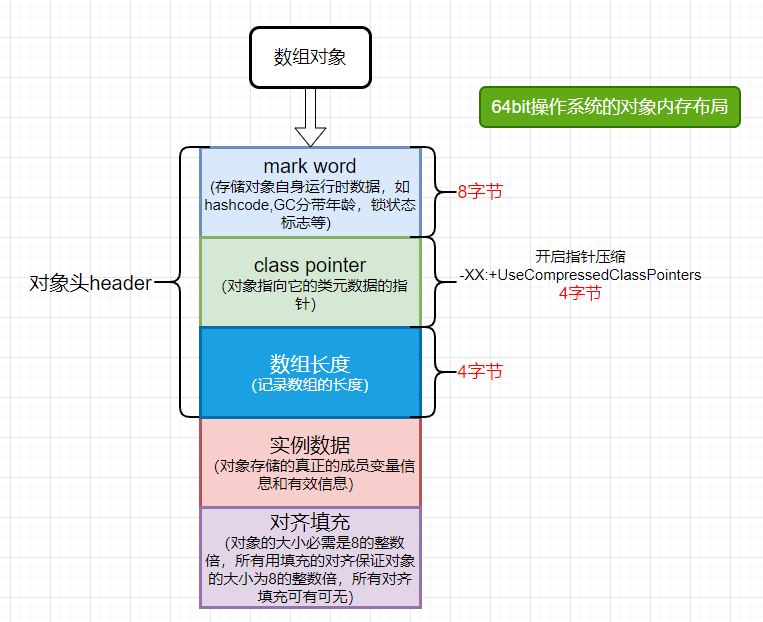 数组对象
64bit操作系统的对象内存布局
mark word
(存储对象自身运行时数据，如
hashcode,GC分带年龄，锁状态
标志等)
8字节
class pointer
(对象指向它的类元数据的指
针)
开启指针压缩
-XX:+UseCompressedClassPointers
4字节
对象头header
数组长度
(记录数组的长度)
4字节
实例数据
(对象存储的真正的成员变量信
息和有效信息)
对齐填充
(对象的大小必需是8的整数
倍，所有用填充的对齐保证对象
的大小为8的整数倍，所有对齐
填充可有可无)